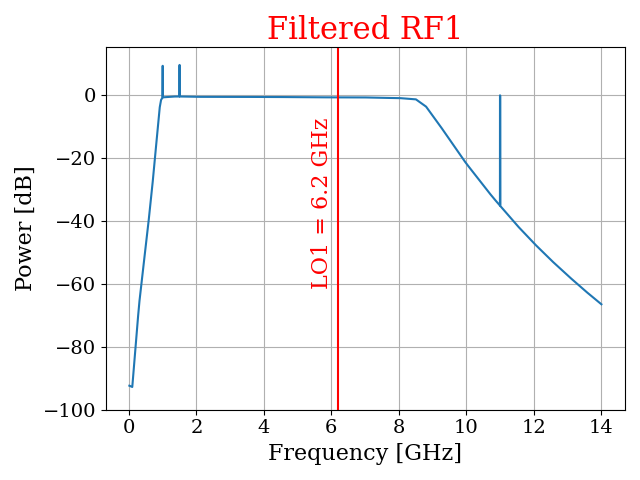 Filtered RF1
Power [dB]
0
−20
−40
−60
−80
−100
LO1 = 6.2 GHz
0 2 4 6 8 10 12 14
Frequency [GHz]